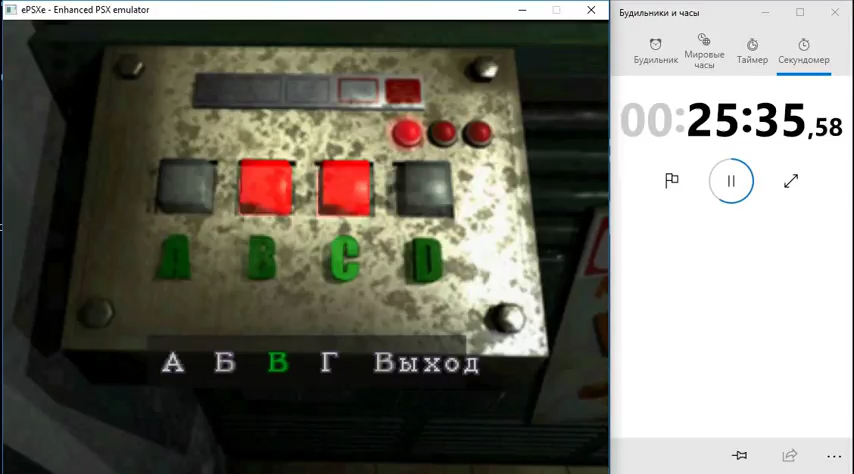 ePSXe - Enhanced PSX emulator
A B C D
А Б В Г Выход
Будильники и часы
Будильник
Мировые часы
Таймер
Секундомер
00:25:35,58